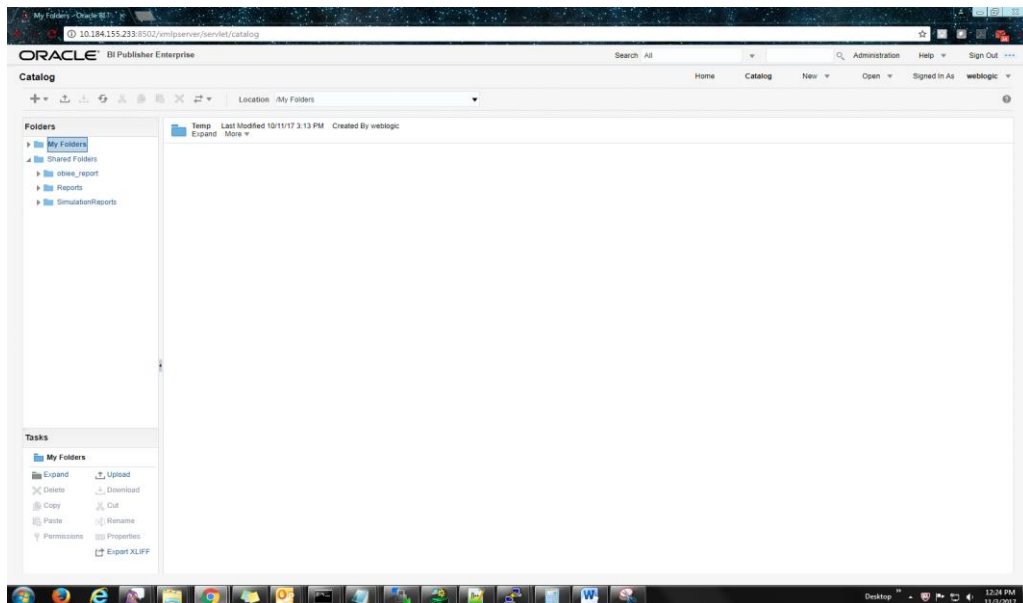 My Folders - Oracle BI P
10.184.155.233:8502/xmlpserver/servlet/catalog
ORACLE BI Publisher Enterprise Search All Administration Help Sign Out
Catalog Home Catalog New Open Signed In As weblogic
Location /My Folders
Folders
My Folders
Shared Folders
obiee_report
Reports
SimulationReports
Temp Last Modified 10/11/17 3:13 PM Created By weblogic
Expand More
Tasks
My Folders
Expand Upload
Delete Download
Copy Cut
Paste Rename
Permissions Properties
Export XLIFF
Desktop 12:24 PM
11/3/2017